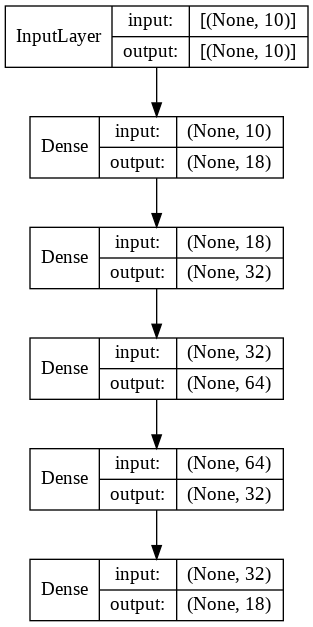 InputLayer
input: [(None, 10)]
output: [(None, 10)]
Dense
input: (None, 10)
output: (None, 18)
Dense
input: (None, 18)
output: (None, 32)
Dense
input: (None, 32)
output: (None, 64)
Dense
input: (None, 64)
output: (None, 32)
Dense
input: (None, 32)
output: (None, 18)